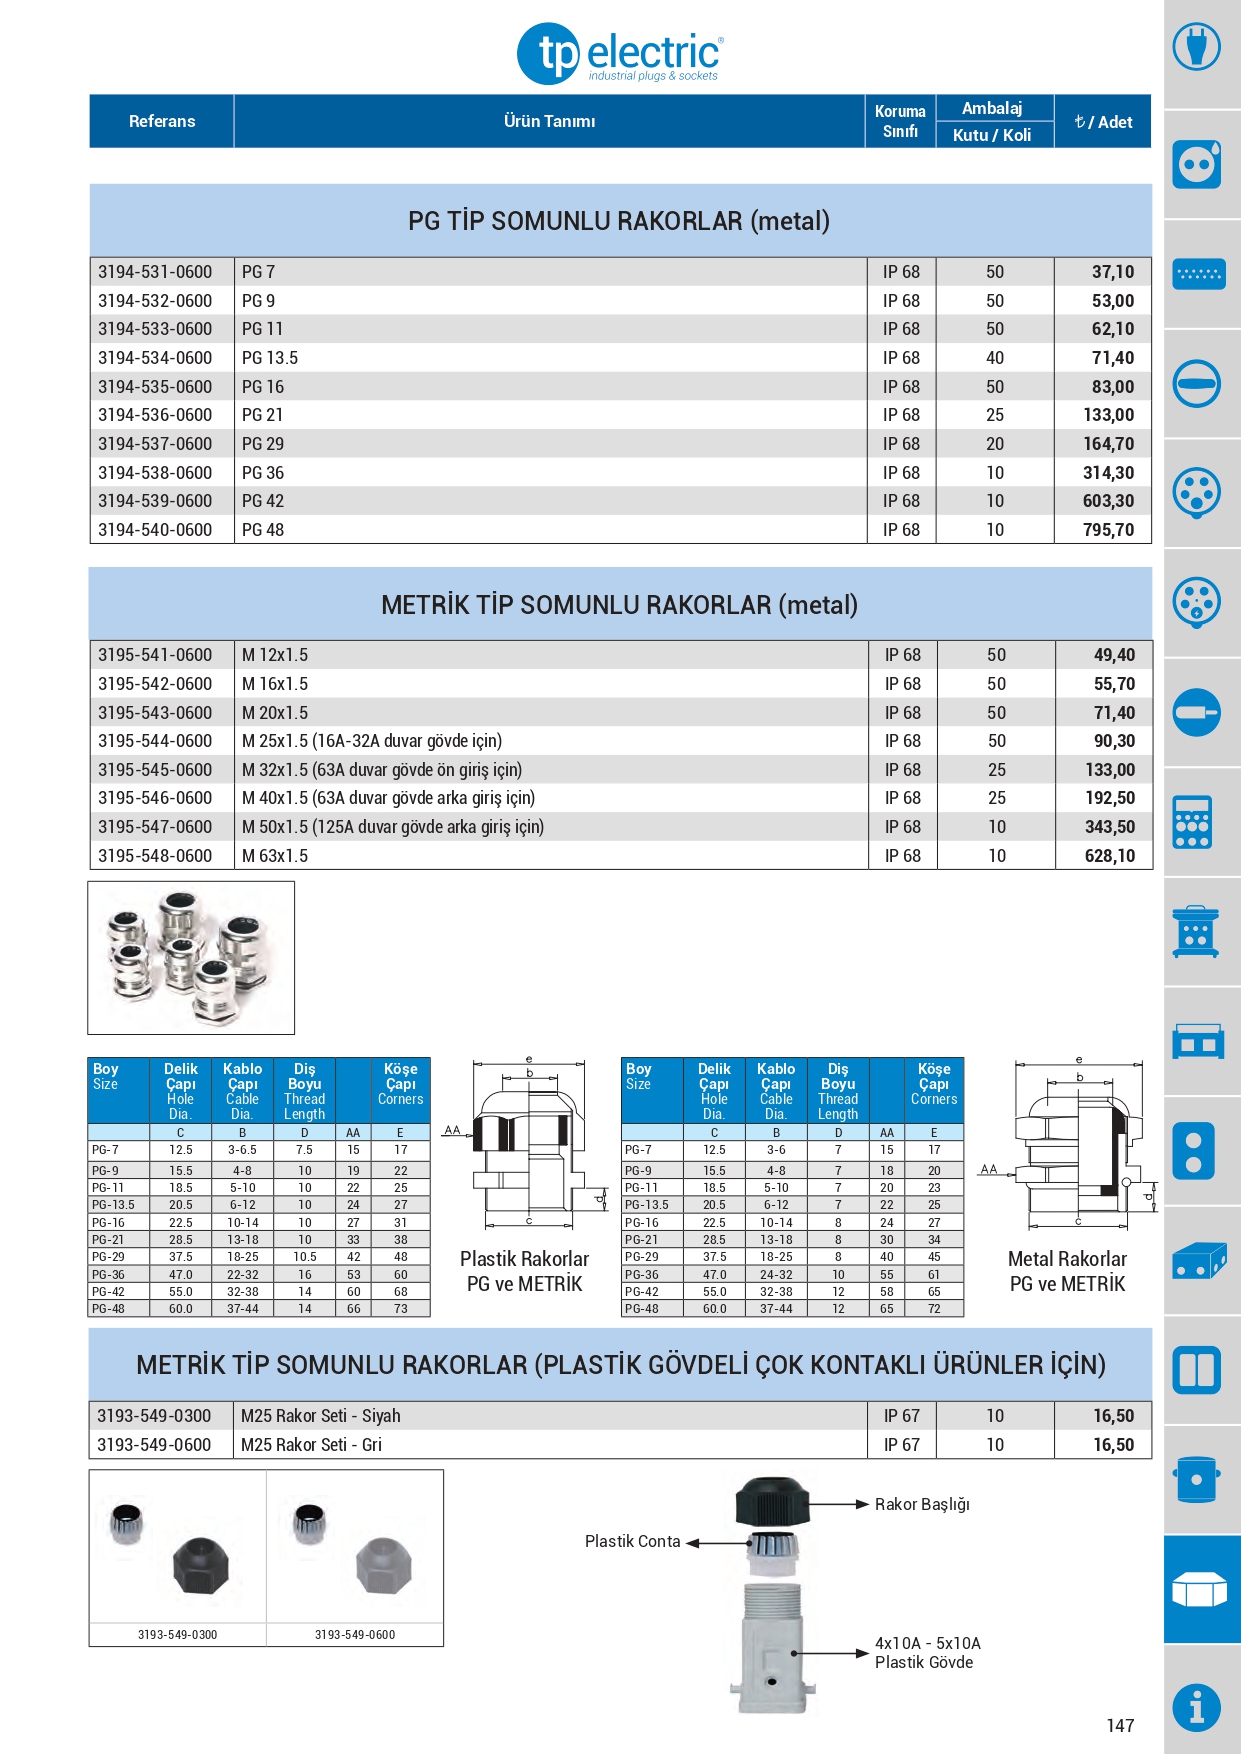 tp electric®
industrial plugs & sockets
Referans Ürün Tanımı Koruma Sınıfı Ambalaj Kutu / Koli ₺ / Adet
PG TİP SOMUNLU RAKORLAR (metal)
3194-531-0600 PG 7 IP 68 50 37,10
3194-532-0600 PG 9 IP 68 50 53,00
3194-533-0600 PG 11 IP 68 50 62,10
3194-534-0600 PG 13.5 IP 68 40 71,40
3194-535-0600 PG 16 IP 68 50 83,00
3194-536-0600 PG 21 IP 68 25 133,00
3194-537-0600 PG 29 IP 68 20 164,70
3194-538-0600 PG 36 IP 68 10 314,30
3194-539-0600 PG 42 IP 68 10 603,30
3194-540-0600 PG 48 IP 68 10 795,70
METRİK TİP SOMUNLU RAKORLAR (metal)
3195-541-0600 M 12x1.5 IP 68 50 49,40
3195-542-0600 M 16x1.5 IP 68 50 55,70
3195-543-0600 M 20x1.5 IP 68 50 71,40
3195-544-0600 M 25x1.5 (16A-32A duvar gövde için) IP 68 50 90,30
3195-545-0600 M 32x1.5 (63A duvar gövde ön giriş için) IP 68 25 133,00
3195-546-0600 M 40x1.5 (63A duvar gövde arka giriş için) IP 68 25 192,50
3195-547-0600 M 50x1.5 (125A duvar gövde arka giriş için) IP 68 10 343,50
3195-548-0600 M 63x1.5 IP 68 10 628,10
Boy Delik Kablo Diş Köşe
Size Çapı Çapı Boyu Çapı
Hole Cable Thread Corners
Dia. Dia. Length
C B D AA E
PG-7 12.5 3-6.5 7.5 15 17
PG-9 15.5 4-8 10 19 22
PG-11 18.5 5-10 10 22 25
PG-13.5 20.5 6-12 10 24 27
PG-16 22.5 10-14 10 27 31
PG-21 28.5 13-18 10 33 38
PG-29 37.5 18-25 10.5 42 48
PG-36 47.0 22-32 16 53 60
PG-42 55.0 32-38 14 60 68
PG-48 60.0 37-44 14 66 73
e
b
AA
d
c
Plastik Rakorlar
PG ve METRİK
Boy Delik Kablo Diş Köşe
Size Çapı Çapı Boyu Çapı
Hole Cable Thread Corners
Dia. Dia. Length
C B D AA E
PG-7 12.5 3-6 7 15 17
PG-9 15.5 4-8 7 18 20
PG-11 18.5 5-10 7 20 23
PG-13.5 20.5 6-12 7 22 25
PG-16 22.5 10-14 8 24 27
PG-21 28.5 13-18 8 30 34
PG-29 37.5 18-25 8 40 45
PG-36 47.0 24-32 10 55 61
PG-42 55.0 32-38 12 58 65
PG-48 60.0 37-44 12 65 72
e
b
AA
d
c
Metal Rakorlar
PG ve METRİK
METRİK TİP SOMUNLU RAKORLAR (PLASTİK GÖVDELİ ÇOK KONTAKLI ÜRÜNLER İÇİN)
3193-549-0300 M25 Rakor Seti - Siyah IP 67 10 16,50
3193-549-0600 M25 Rakor Seti - Gri IP 67 10 16,50
3193-549-0300 3193-549-0600
Rakor Başlığı
Plastik Conta
4x10A - 5x10A
Plastik Gövde
147